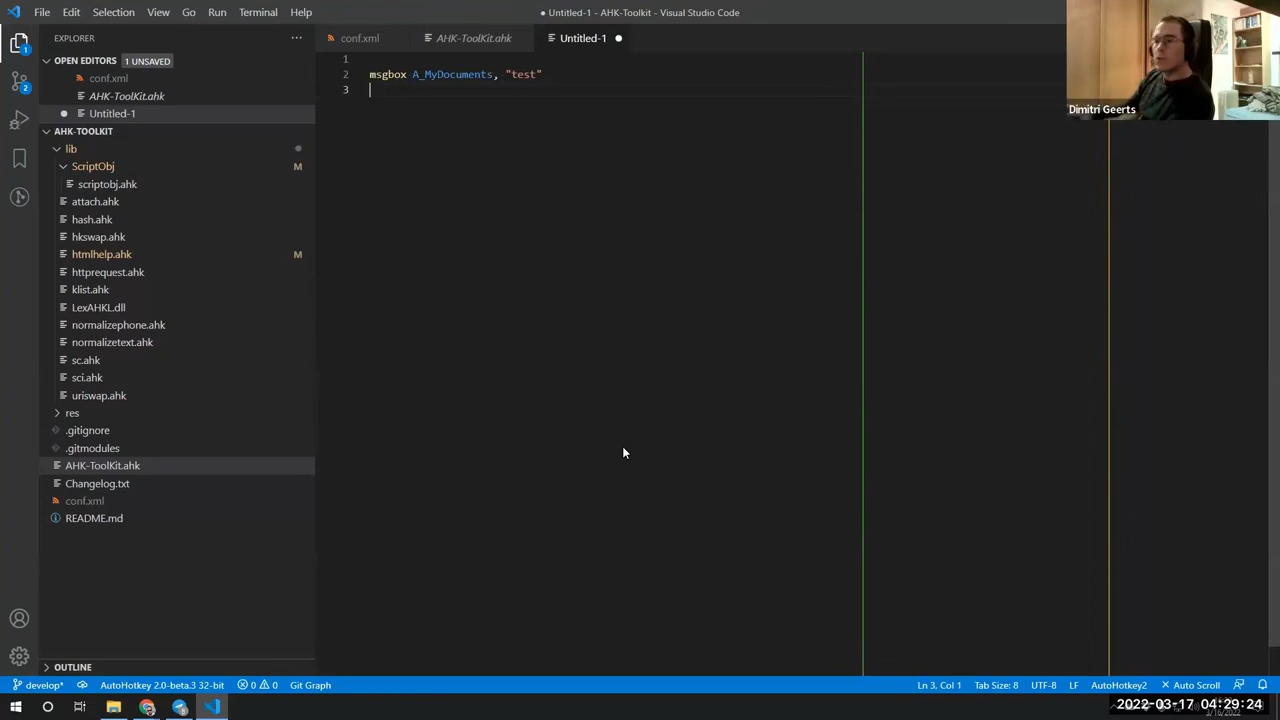 File Edit Selection View Go Run Terminal Help
● Untitled-1 - AHK-Toolkit - Visual Studio Code
EXPLORER
OPEN EDITORS 1 UNSAVED
conf.xml
AHK-ToolKit.ahk
Untitled-1
AHK-TOOLKIT
lib
ScriptObj M
scriptobj.ahk
attach.ahk
hash.ahk
hkswap.ahk
htmlhelp.ahk M
httprequest.ahk
klist.ahk
LexAHKL.dll
normalizephone.ahk
normalizetext.ahk
sc.ahk
sci.ahk
uriswap.ahk
res
.gitignore
.gitmodules
AHK-ToolKit.ahk
Changelog.txt
conf.xml
README.md
OUTLINE
1
2
conf.xml AHK-ToolKit.ahk Untitled-1
1
2 msgbox A_MyDocuments, "test"
3
Dimitri Geerts
develop* AutoHotkey 2.0-beta.3 32-bit 0 0 Git Graph
Ln 3, Col 1 Tab Size: 8 UTF-8 LF AutoHotkey2 Auto Scroll
2022-03-17 04:29:24